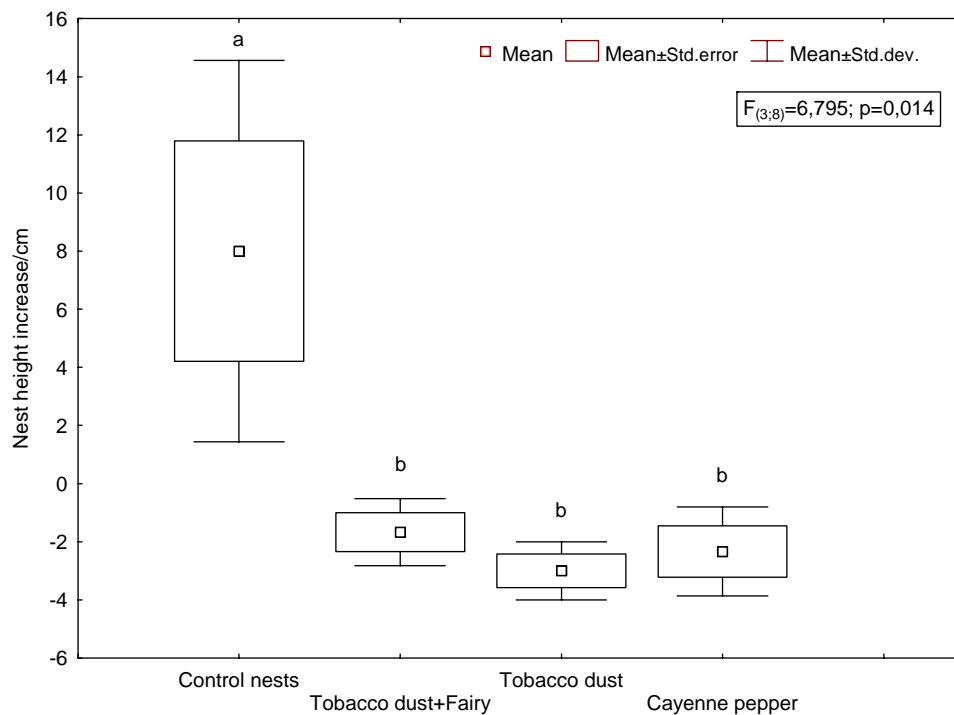 16
14
12
10
8
6
4
2
0
-2
-4
-6
Nest height increase/cm
a
b
b
b
Mean Mean±Std.error Mean±Std.dev.
F(3;8)=6,795; p=0,014
Control nests Tobacco dust
Tobacco dust+Fairy Cayenne pepper